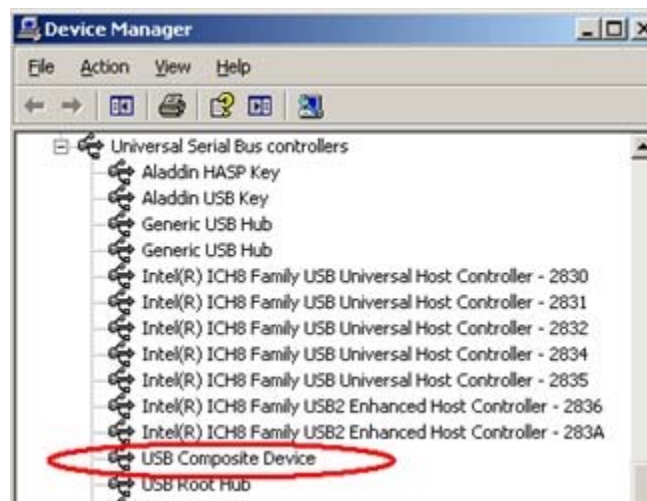 Device Manager
File Action View Help
Universal Serial Bus controllers
Aladdin HASP Key
Aladdin USB Key
Generic USB Hub
Generic USB Hub
Intel(R) ICH8 Family USB Universal Host Controller - 2830
Intel(R) ICH8 Family USB Universal Host Controller - 2831
Intel(R) ICH8 Family USB Universal Host Controller - 2832
Intel(R) ICH8 Family USB Universal Host Controller - 2834
Intel(R) ICH8 Family USB Universal Host Controller - 2835
Intel(R) ICH8 Family USB2 Enhanced Host Controller - 2836
Intel(R) ICH8 Family USB2 Enhanced Host Controller - 283A
USB Composite Device
USB Root Hub